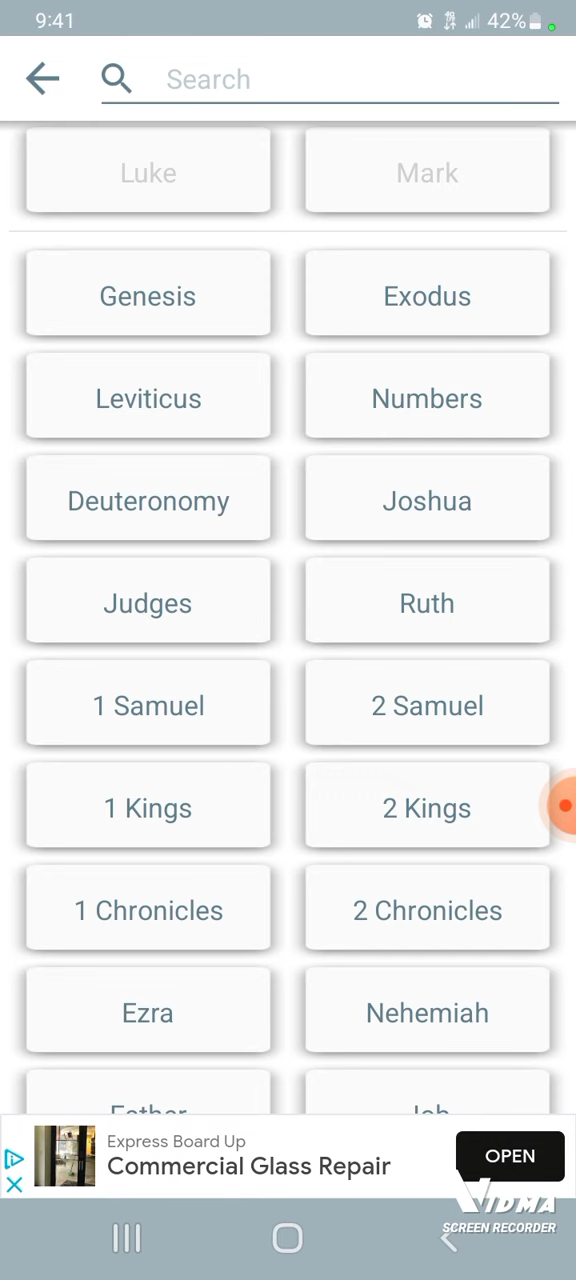 9:41
4G
42%
Search
Luke
Mark
Genesis
Exodus
Leviticus
Numbers
Deuteronomy
Joshua
Judges
Ruth
1 Samuel
2 Samuel
1 Kings
2 Kings
1 Chronicles
2 Chronicles
Ezra
Nehemiah
Esther
Job
Express Board Up
Commercial Glass Repair
OPEN
VIDMA
SCREEN RECORDER